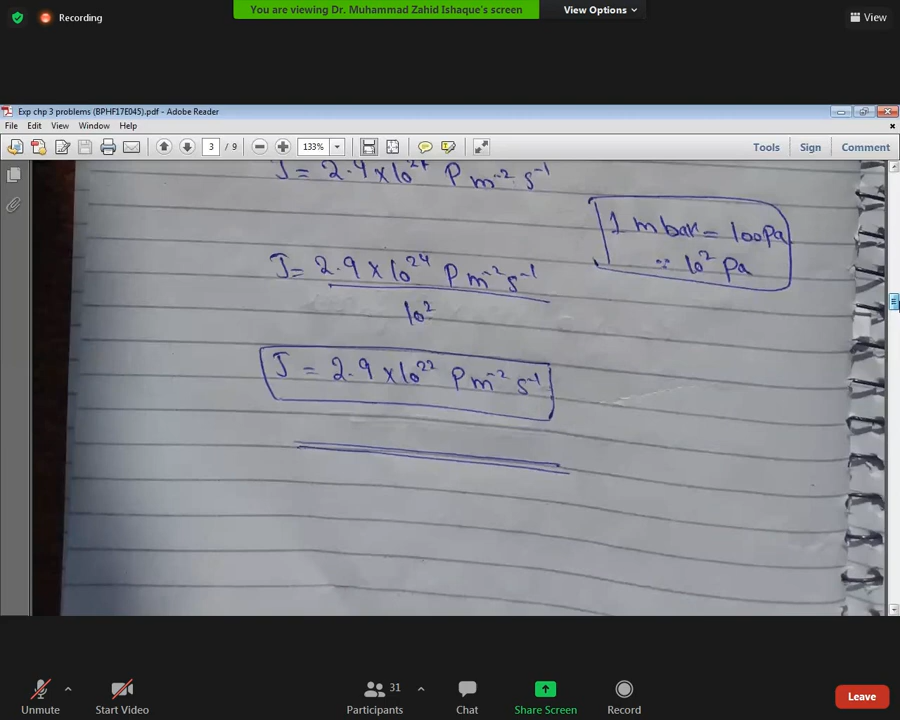 You are viewing Dr. Muhammad Zahid Ishaque's screen
View Options
Recording
View
Exp chp 3 problems (BPHF17E045).pdf - Adobe Reader
File Edit View Window Help
3 / 9 133% Tools Sign Comment
J = 2.9 × 10²⁴ P m⁻² s⁻¹
1 mbar = 100 Pa
= 10² Pa
J = 2.9 × 10²⁴ P m⁻² s⁻¹
10²
J = 2.9 × 10²² P m⁻² s⁻¹
31
Unmute Start Video Participants Chat Share Screen Record Leave